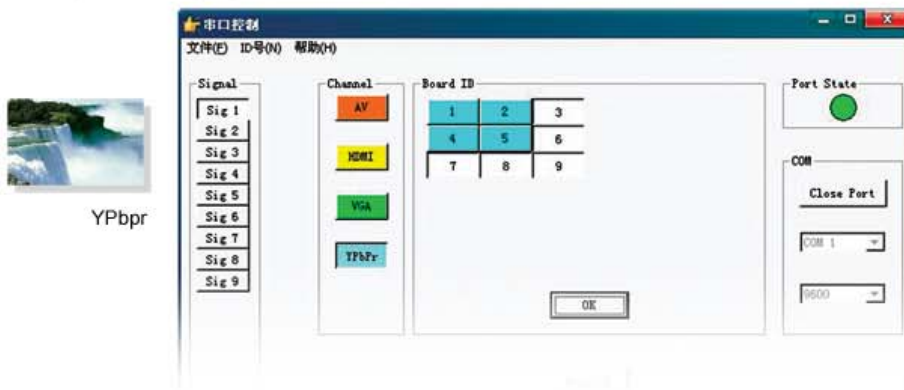 串口控制
文件(F) ID号(N) 帮助(H)
Signal
Sig 1
Sig 2
Sig 3
Sig 4
Sig 5
Sig 6
Sig 7
Sig 8
Sig 9
Channel
AV
HDMI
VGA
YPbPr
Board ID
1 2 3
4 5 6
7 8 9
OK
Port State
COM
Close Port
COM 1
9600
YPbpr